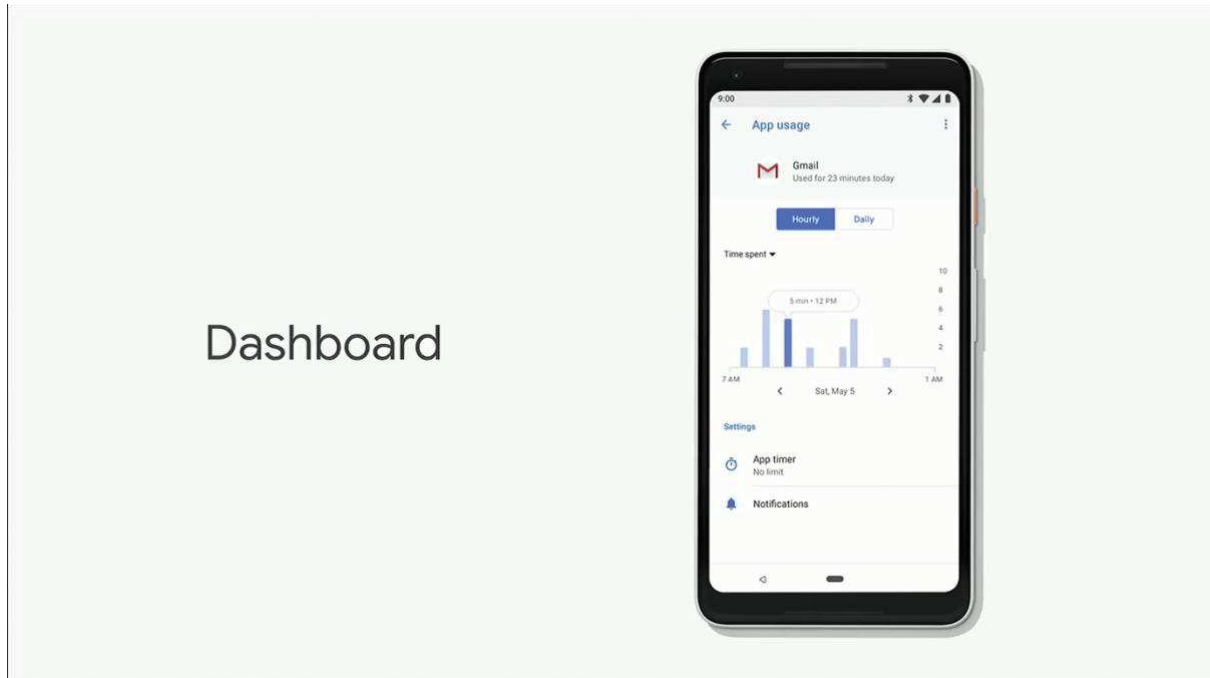 Dashboard
9:00
App usage
Gmail
Used for 23 minutes today
Hourly Daily
Time spent
10
8
5 min • 12 PM
6
4
2
7 AM 1 AM
Sat, May 5
Settings
App timer
No limit
Notifications